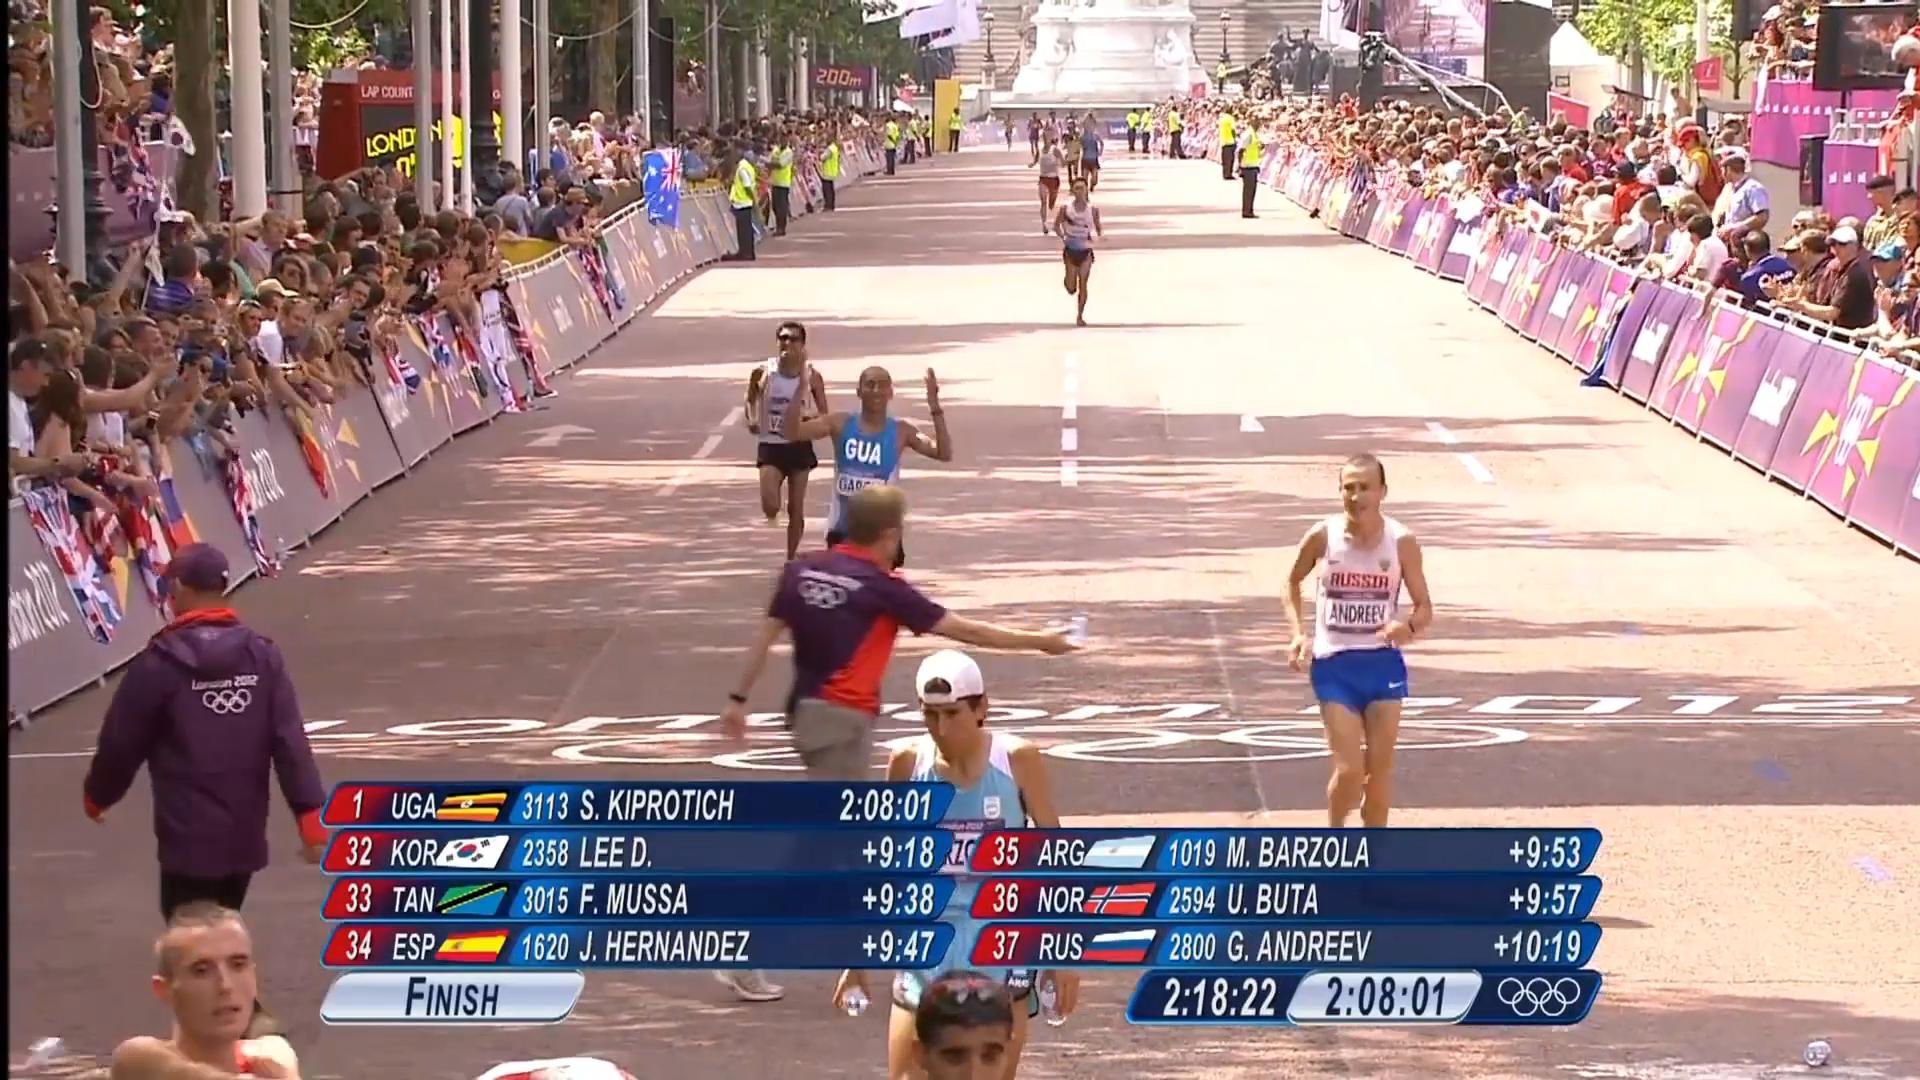 LAP COUNT
LONDON
200m
GUA
RUSSIA
ANDREEV
London 2012
London 2012
1 UGA 3113 S. KIPROTICH 2:08:01
32 KOR 2358 LEE D. +9:18
33 TAN 3015 F. MUSSA +9:38
34 ESP 1620 J. HERNANDEZ +9:47
35 ARG 1019 M. BARZOLA +9:53
36 NOR 2594 U. BUTA +9:57
37 RUS 2800 G. ANDREEV +10:19
FINISH
2:18:22 2:08:01